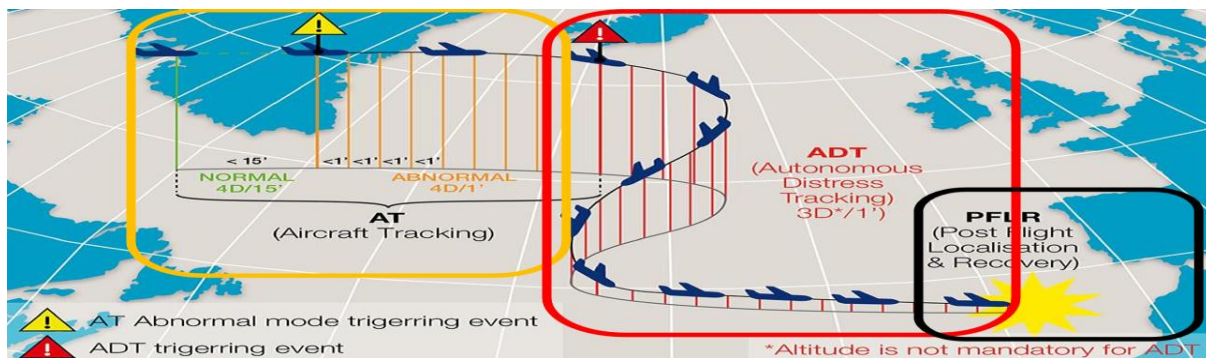 !
!
< 15' <1' <1' <1' <1'
NORMAL
4D/15'
ABNORMAL
4D/1'
AT
(Aircraft Tracking)
ADT
(Autonomous
Distress
Tracking)
3D*/1')
PFLR
(Post Flight
Localisation
& Recovery)
! AT Abnormal mode trigerring event
! ADT trigerring event
*Altitude is not mandatory for ADT